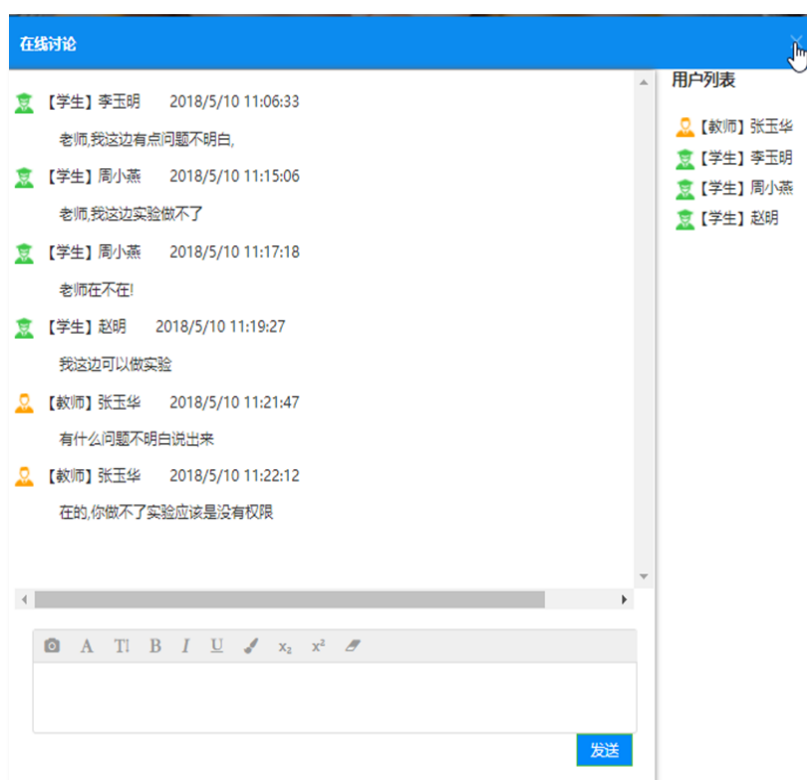 在线讨论
【学生】李玉明 2018/5/10 11:06:33
老师,我这边有点问题不明白,
【学生】周小燕 2018/5/10 11:15:06
老师,我这边实验做不了
【学生】周小燕 2018/5/10 11:17:18
老师在不在!
【学生】赵明 2018/5/10 11:19:27
我这边可以做实验
【教师】张玉华 2018/5/10 11:21:47
有什么问题不明白说出来
【教师】张玉华 2018/5/10 11:22:12
在的,你做不了实验应该是没有权限
A TI B I U x₂ x²
发送
用户列表
【教师】张玉华
【学生】李玉明
【学生】周小燕
【学生】赵明